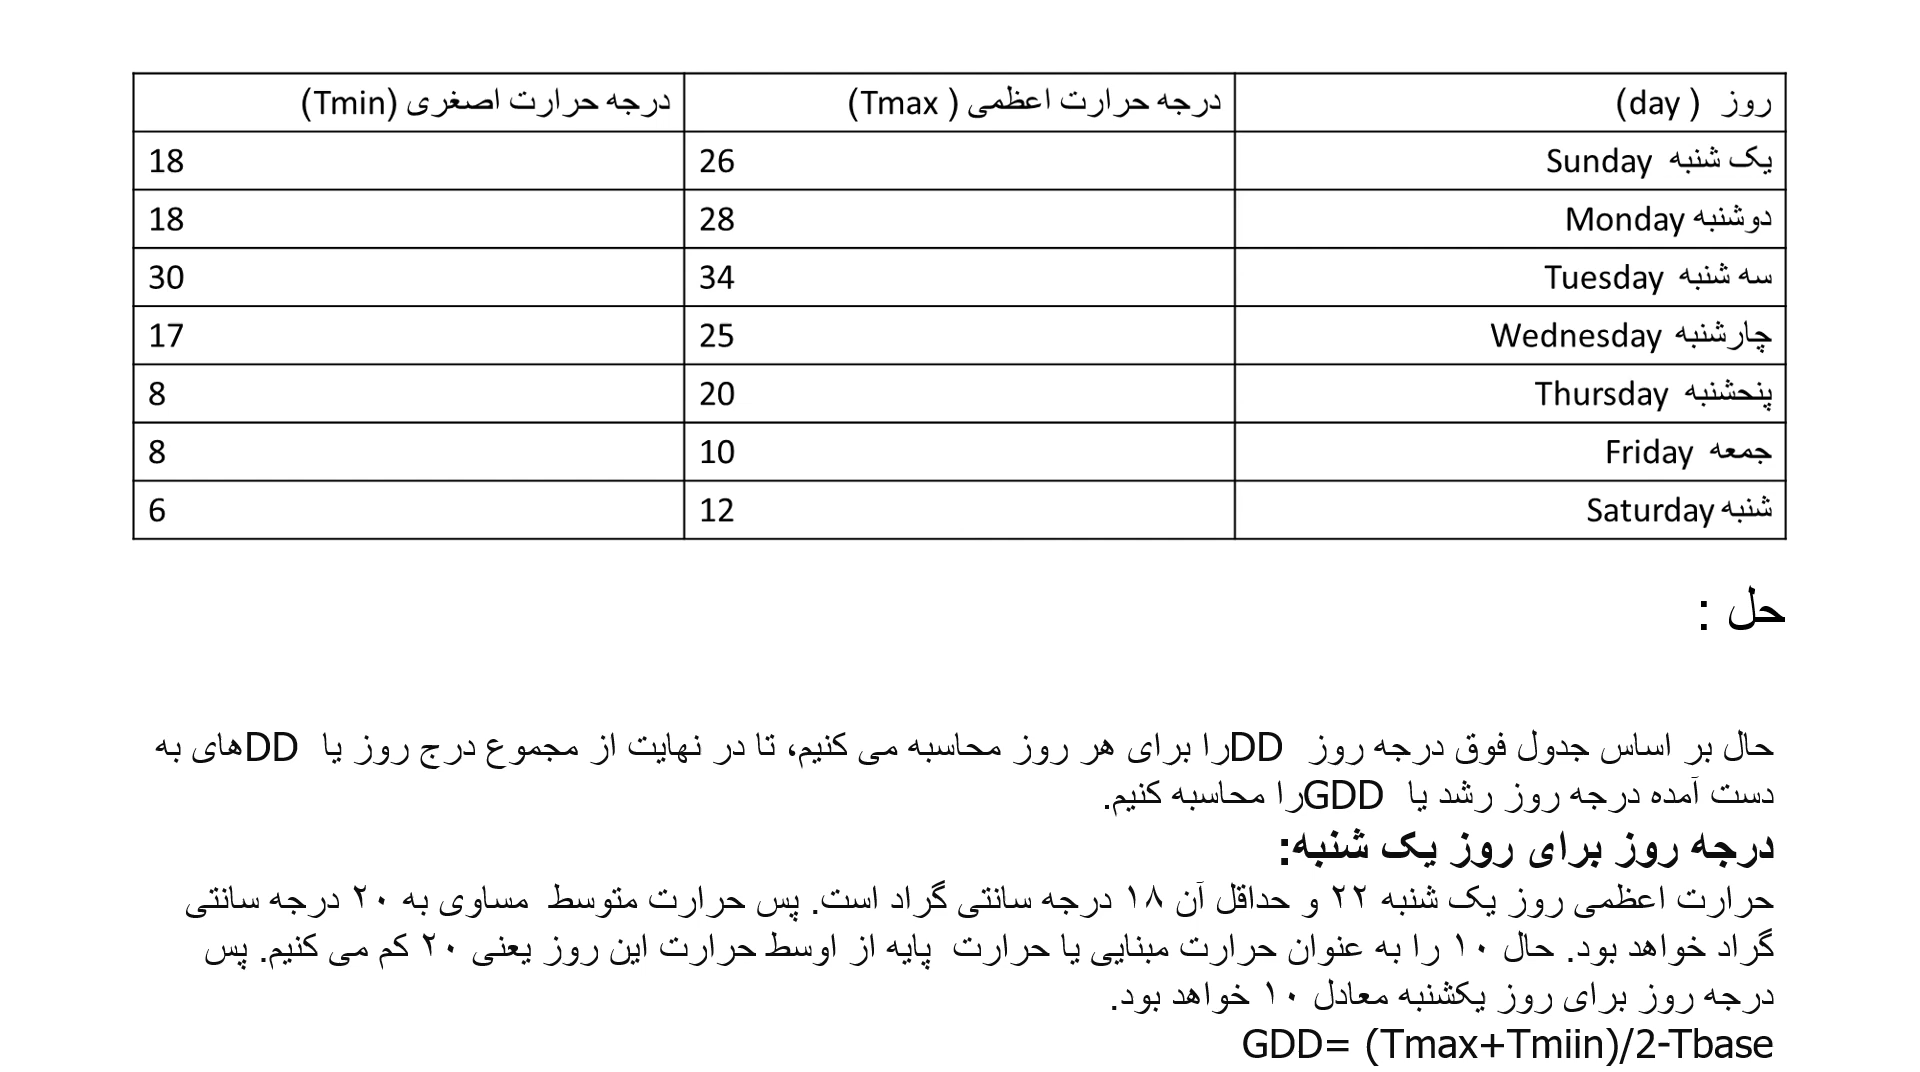 روز ( day) درجه حرارت اعظمی ( Tmax) درجه حرارت اصغری (Tmin)
یک شنبه Sunday 26 18
دوشنبه Monday 28 18
سه شنبه Tuesday 34 30
چارشنبه Wednesday 25 17
پنحشنبه Thursday 20 8
جمعه Friday 10 8
شنبه Saturday 12 6
حل :
حال بر اساس جدول فوق درجه روز DDرا برای هر روز محاسبه می کنیم، تا در نهایت از مجموع درج روز یا DDهای به
دست آمده درجه روز رشد یا GDDرا محاسبه کنیم.
درجه روز برای روز یک شنبه:
حرارت اعظمی روز یک شنبه ۲۲ و حداقل آن ۱۸ درجه سانتی گراد است. پس حرارت متوسط مساوی به ۲۰ درجه سانتی
گراد خواهد بود. حال ۱۰ را به عنوان حرارت مبنایی یا حرارت پایه از اوسط حرارت این روز یعنی ۲۰ کم می کنیم. پس
درجه روز برای روز یکشنبه معادل ۱۰ خواهد بود.
GDD= (Tmax+Tmiin)/2-Tbase